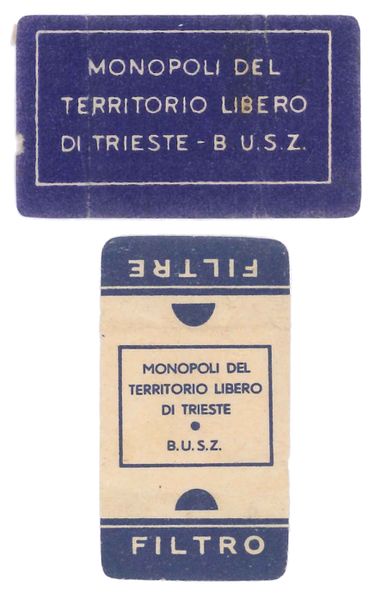 MONOPOLI DEL
TERRITORIO LIBERO
DI TRIESTE - B U.S.Z.
FILTRE
MONOPOLI DEL
TERRITORIO LIBERO
DI TRIESTE
•
B.U.S.Z.
FILTRO